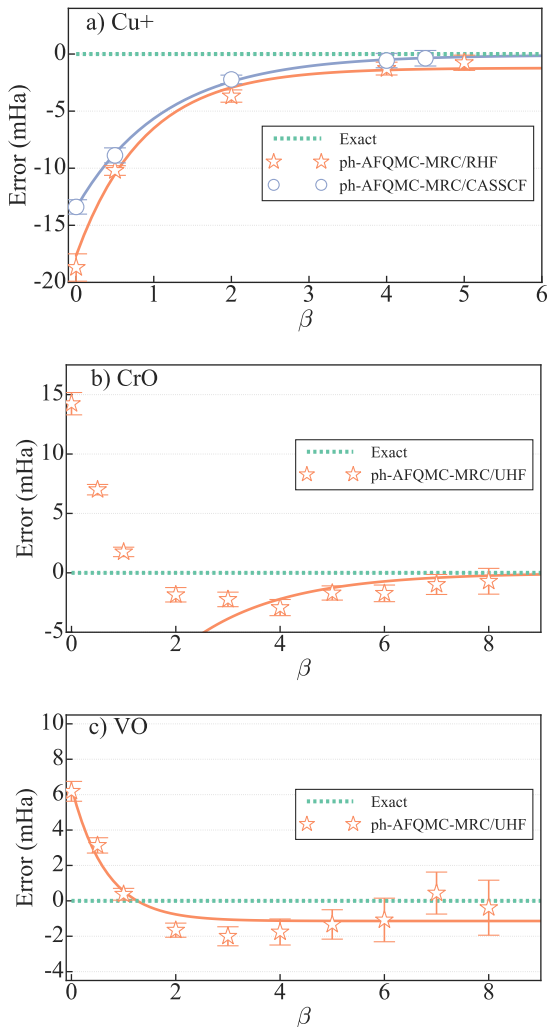 a) Cu+
Error (mHa)
0
-5
-10
-15
-20
Exact
ph-AFQMC-MRC/RHF
ph-AFQMC-MRC/CASSCF
0 1 2 3 4 5 6
β
b) CrO
Error (mHa)
15
10
5
0
-5
Exact
ph-AFQMC-MRC/UHF
0 2 4 6 8
β
c) VO
Error (mHa)
10
8
6
4
2
0
-2
-4
Exact
ph-AFQMC-MRC/UHF
0 2 4 6 8
β